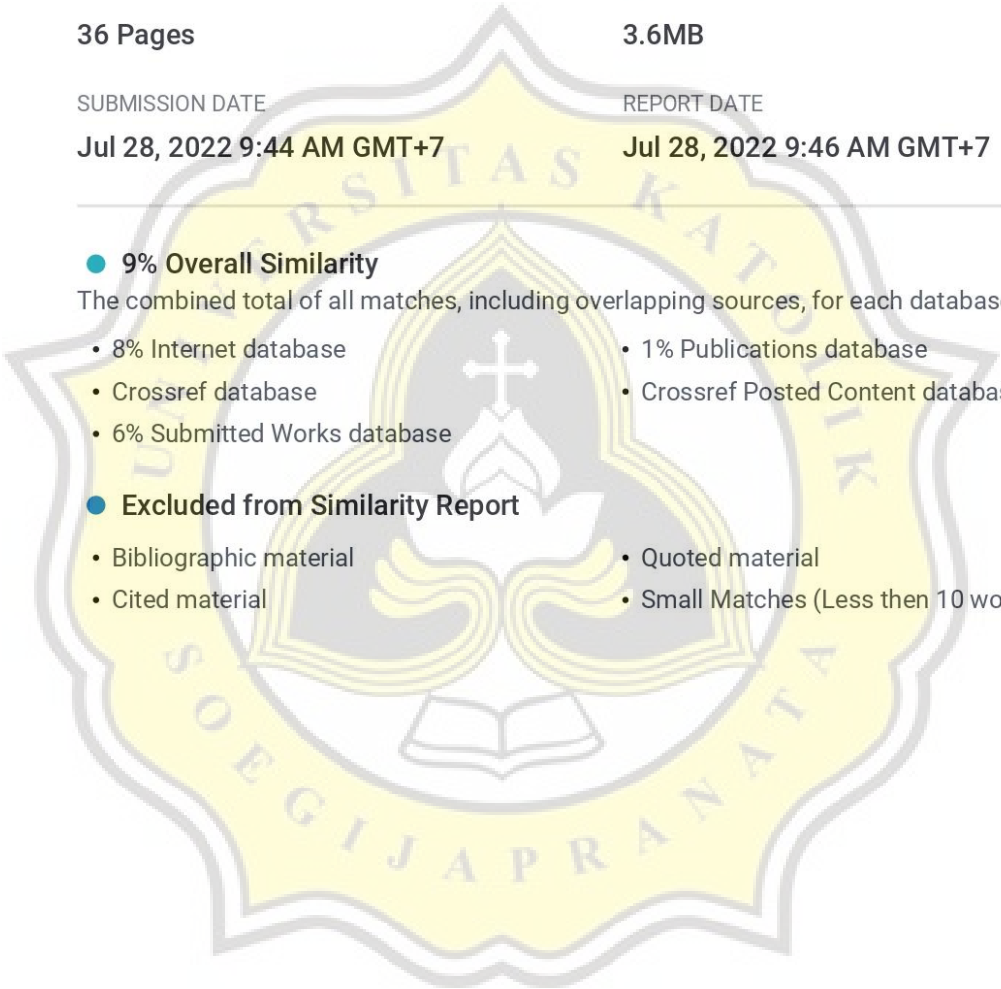 36 Pages 3.6MB
SUBMISSION DATE REPORT DATE
Jul 28, 2022 9:44 AM GMT+7 Jul 28, 2022 9:46 AM GMT+7
● 9% Overall Similarity
The combined total of all matches, including overlapping sources, for each databas
• 8% Internet database • 1% Publications database
• Crossref database • Crossref Posted Content databas
• 6% Submitted Works database
● Excluded from Similarity Report
• Bibliographic material • Quoted material
• Cited material • Small Matches (Less then 10 wo
UNIVERSITAS KATOLIK
SOEGIJAPRANATA